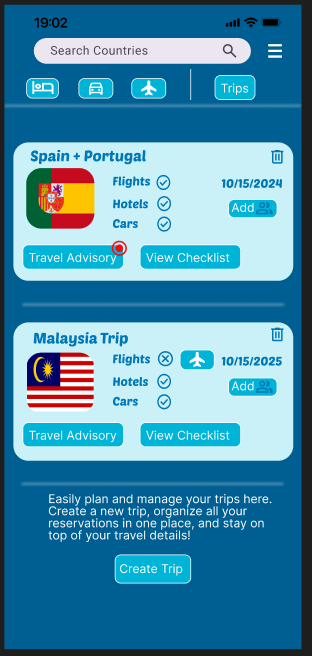 19:02
Search Countries
Trips
Spain + Portugal
Flights
10/15/2024
Hotels
Add
Cars
Travel Advisory
View Checklist
Malaysia Trip
Flights
10/15/2025
Hotels
Add
Cars
Travel Advisory
View Checklist
Easily plan and manage your trips here.
Create a new trip, organize all your
reservations in one place, and stay on
top of your travel details!
Create Trip